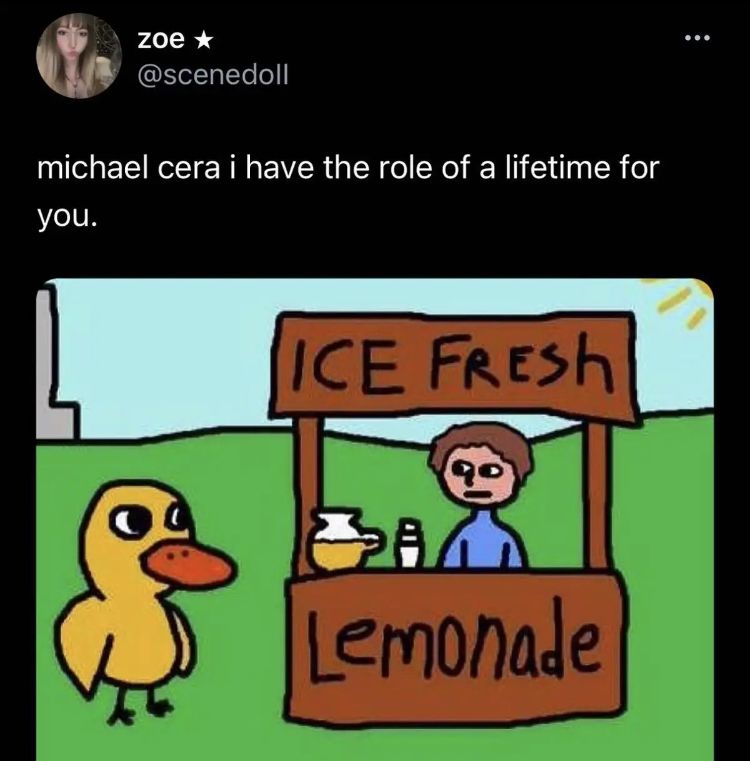 zoe ★
@scenedoll
michael cera i have the role of a lifetime for
you.
ICE FRESh
Lemonade